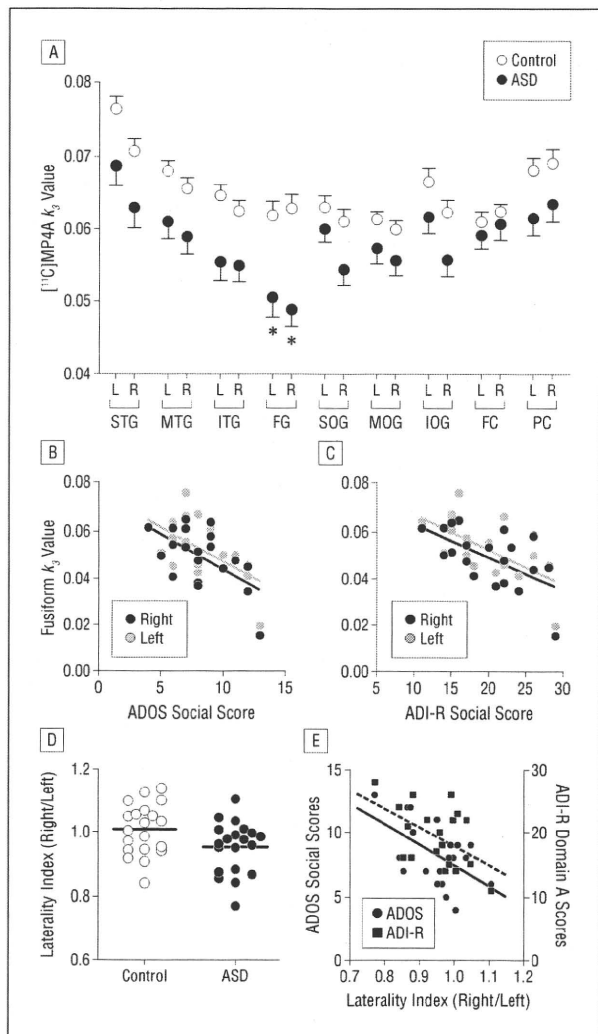 A
Control
ASD
[¹¹C]MP4A k₃ Value
0.08
0.07
0.06
0.05
0.04
* *
L R L R L R L R L R L R L R L R L R
STG MTG ITG FG SOG MOG IOG FC PC
B
Fusiform k₃ Value
0.08
0.06
0.04
0.02
0.00
Right
Left
0 5 10 15
ADOS Social Score
C
0.08
0.06
0.04
0.02
0.00
Right
Left
5 10 15 20 25 30
ADI-R Social Score
D
Laterality Index (Right/Left)
1.2
1.0
0.8
0.6
Control ASD
E
ADOS Social Scores
15
10
5
0
ADOS
ADI-R
30
20
10
0
ADI-R Domain A Scores
0.7 0.8 0.9 1.0 1.1 1.2
Laterality Index (Right/Left)